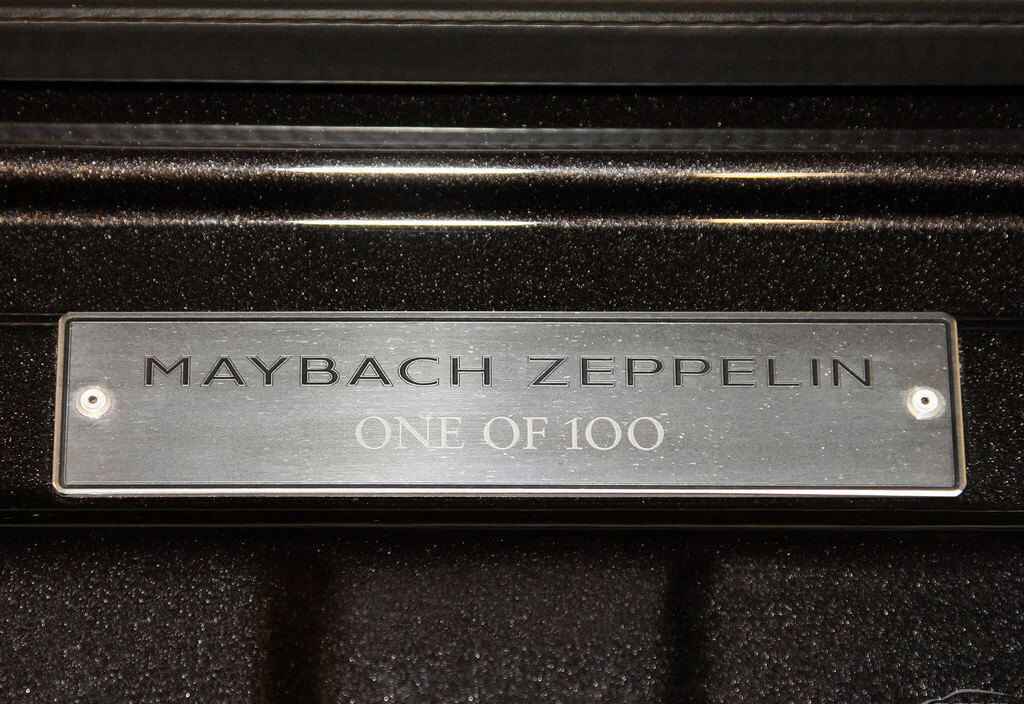 MAYBACH ZEPPELIN
ONE OF 100